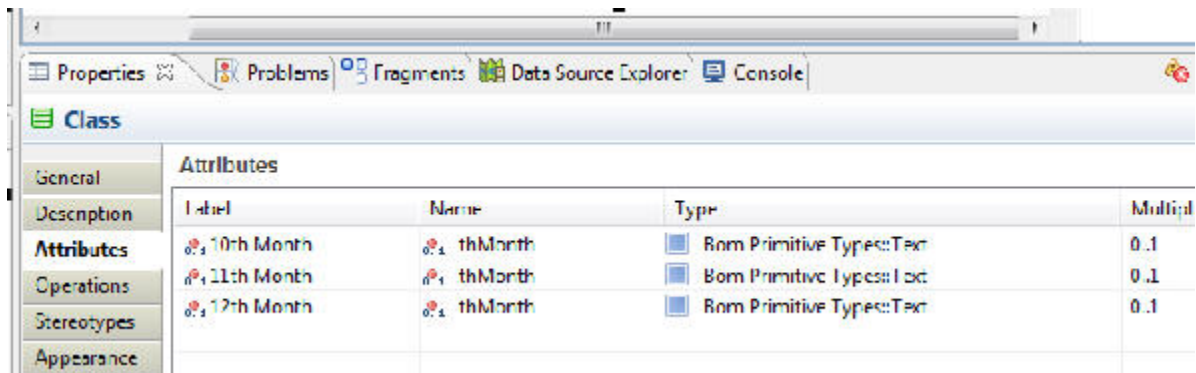 Properties Problems Fragments Data Source Explorer Console
Class
Attributes
General
Label Name Type Multipl
Description
10th Month thMonth Bom Primitive Types::Text 0..1
Attributes
11th Month thMonth Bom Primitive Types::Text 0..1
Operations
12th Month thMonth Bom Primitive Types::Text 0..1
Stereotypes
Appearance